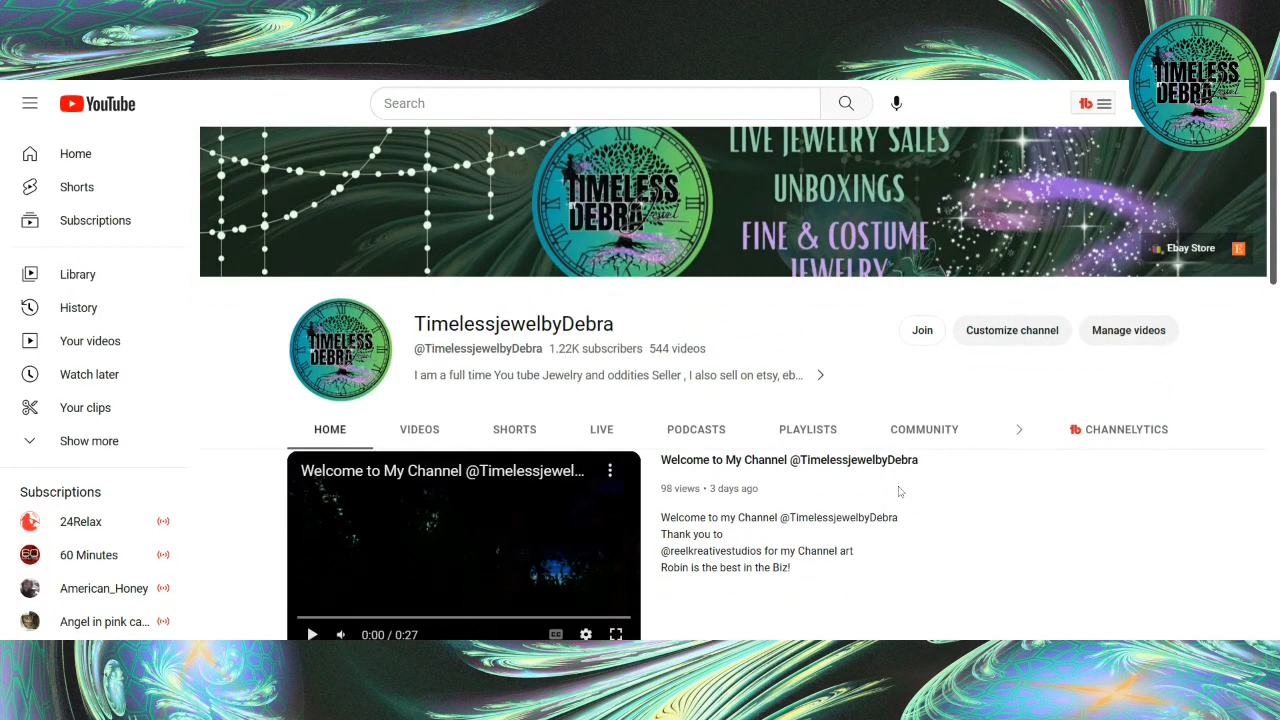 YouTube
Search
TIMELESS
DEBRA
Jewel
Home
Shorts
Subscriptions
Library
History
Your videos
Watch later
Your clips
Show more
Subscriptions
24Relax
60 Minutes
American_Honey
Angel in pink ca...
LIVE JEWELRY SALES
UNBOXINGS
FINE & COSTUME
JEWELRY
TIMELESS
DEBRA
Jewel
Ebay Store
E
TIMELESS
DEBRA
TimelessjewelbyDebra
@TimelessjewelbyDebra 1.22K subscribers 544 videos
I am a full time You tube Jewelry and oddities Seller , I also sell on etsy, eb...
Join
Customize channel
Manage videos
HOME VIDEOS SHORTS LIVE PODCASTS PLAYLISTS COMMUNITY CHANNELYTICS
Welcome to My Channel @Timelessjewel...
0:00 / 0:27
Welcome to My Channel @TimelessjewelbyDebra
98 views • 3 days ago
Welcome to my Channel @TimelessjewelbyDebra
Thank you to
@reelkreativestudios for my Channel art
Robin is the best in the Biz!